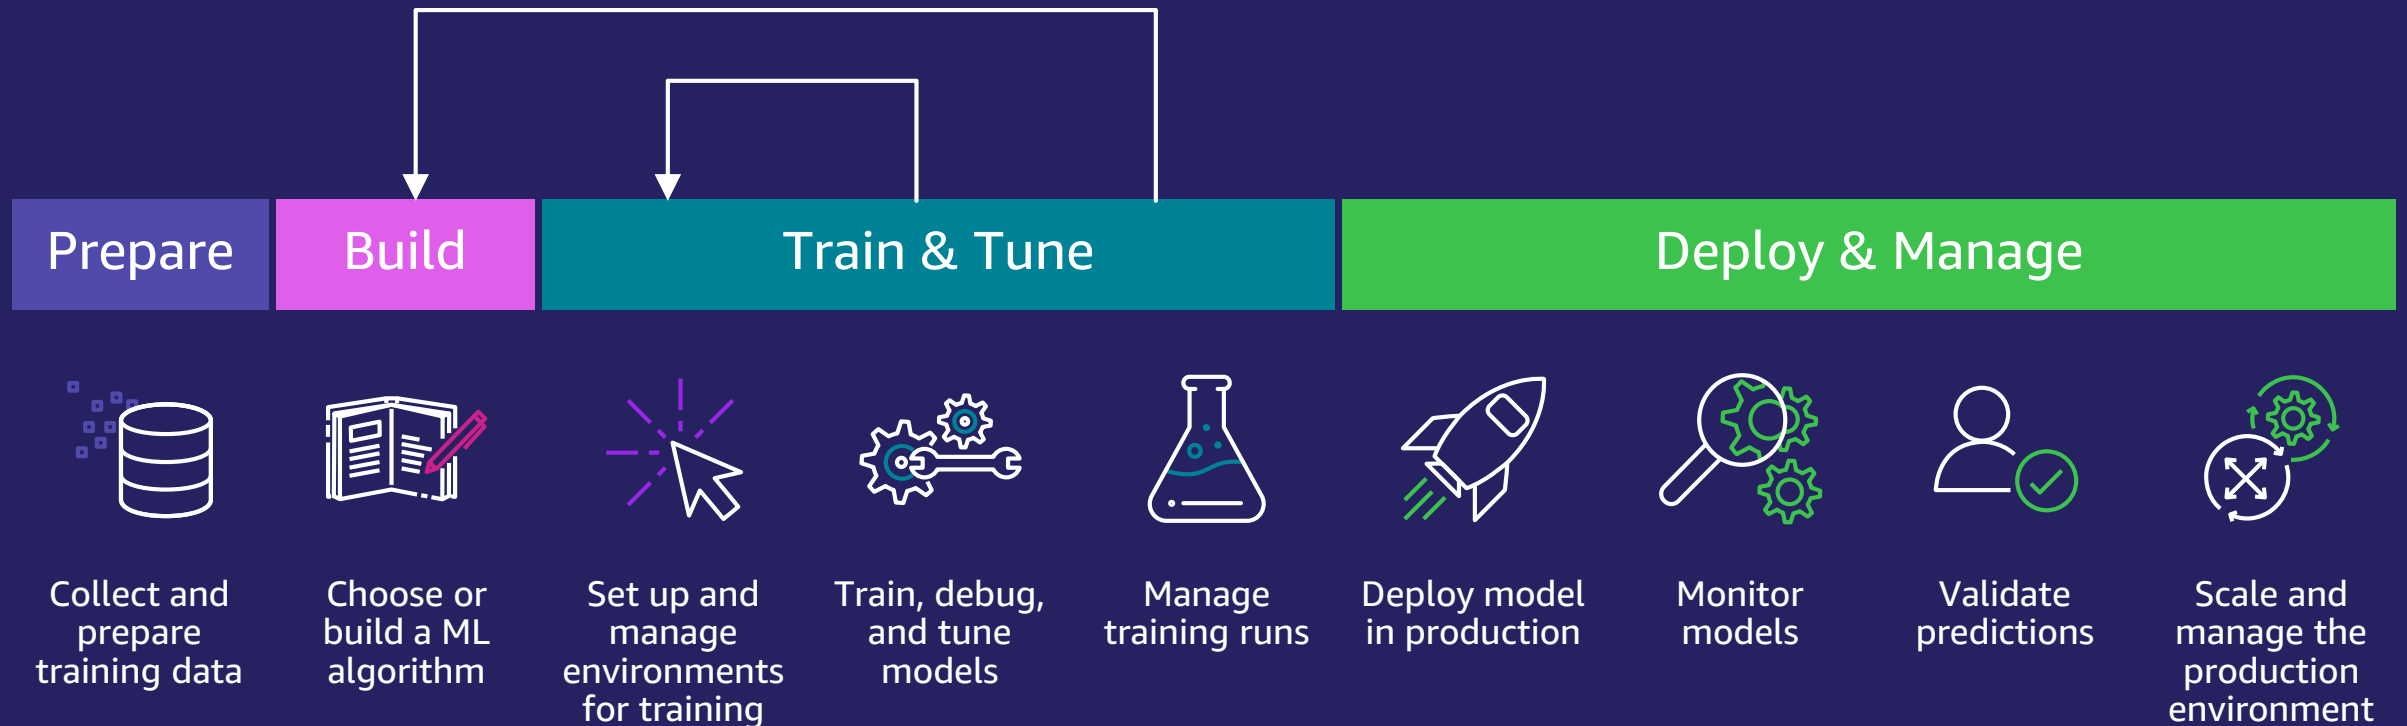 Prepare
Build
Train & Tune
Deploy & Manage
Collect and
prepare
training data
Choose or
build a ML
algorithm
Set up and
manage
environments
for training
Train, debug,
and tune
models
Manage
training runs
Deploy model
in production
Monitor
models
Validate
predictions
Scale and
manage the
production
environment